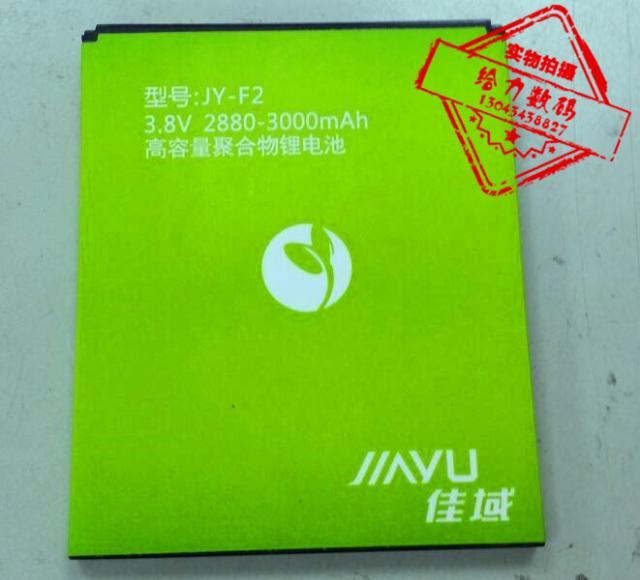 型号:JY-F2
3.8V 2880-3000mAh
高容量聚合物锂电池
实物拍摄
给力数码
13043438827
JIAYU
佳域